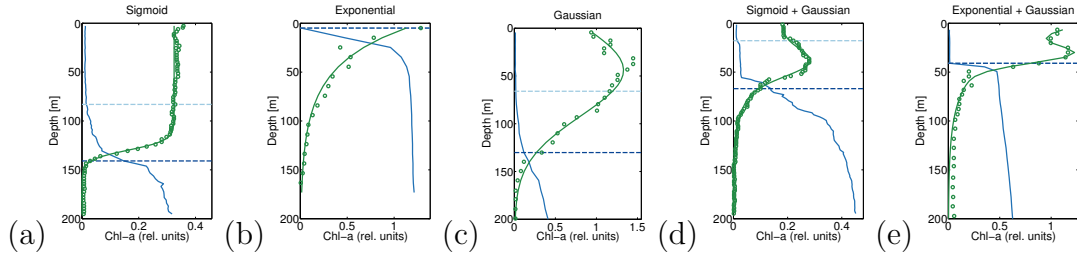 Sigmoid
0
50
100
150
200
Depth [m]
0
0.2
0.4
Chl−a (rel. units)
(a)
Exponential
0
50
100
150
200
Depth [m]
0
0.5
1
Chl−a (rel. units)
(b)
Gaussian
0
50
100
150
200
Depth [m]
0
0.5
1
1.5
Chl−a (rel. units)
(c)
Sigmoid + Gaussian
0
50
100
150
200
Depth [m]
0
0.2
0.4
Chl−a (rel. units)
(d)
Exponential + Gaussian
0
50
100
150
200
Depth [m]
0
0.5
1
Chl−a (rel. units)
(e)